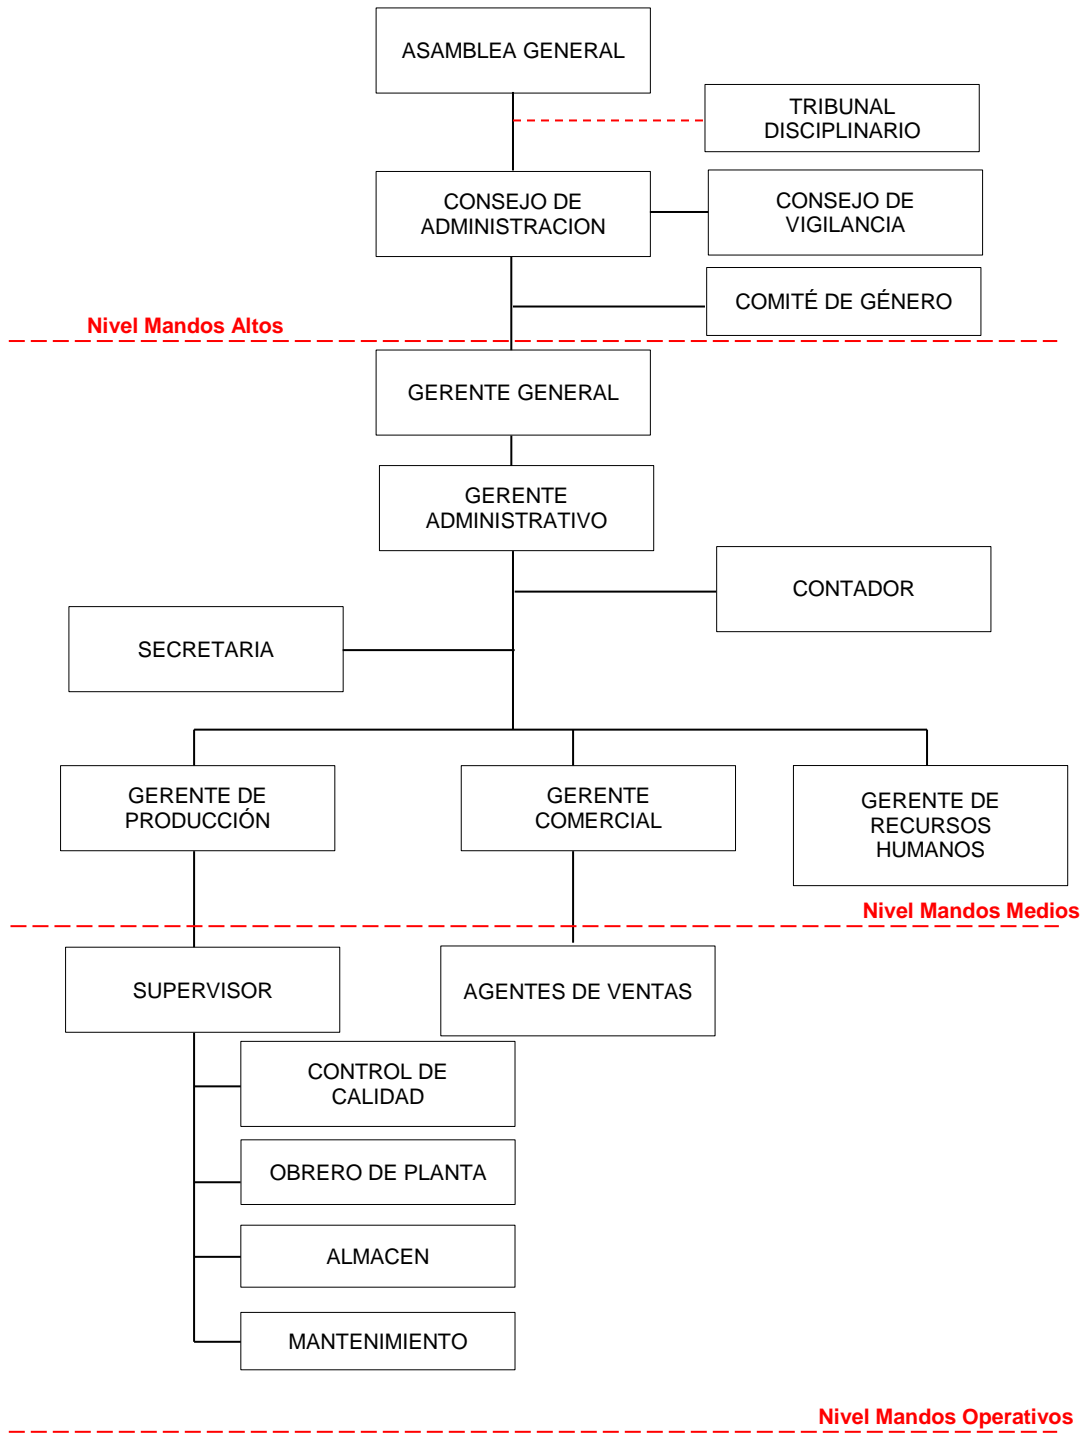 ASAMBLEA GENERAL
TRIBUNAL
DISCIPLINARIO
CONSEJO DE
ADMINISTRACION
CONSEJO DE
VIGILANCIA
COMITÉ DE GÉNERO
Nivel Mandos Altos
GERENTE GENERAL
GERENTE
ADMINISTRATIVO
CONTADOR
SECRETARIA
GERENTE DE
PRODUCCIÓN
GERENTE
COMERCIAL
GERENTE DE
RECURSOS
HUMANOS
Nivel Mandos Medios
SUPERVISOR
AGENTES DE VENTAS
CONTROL DE
CALIDAD
OBRERO DE PLANTA
ALMACEN
MANTENIMIENTO
Nivel Mandos Operativos